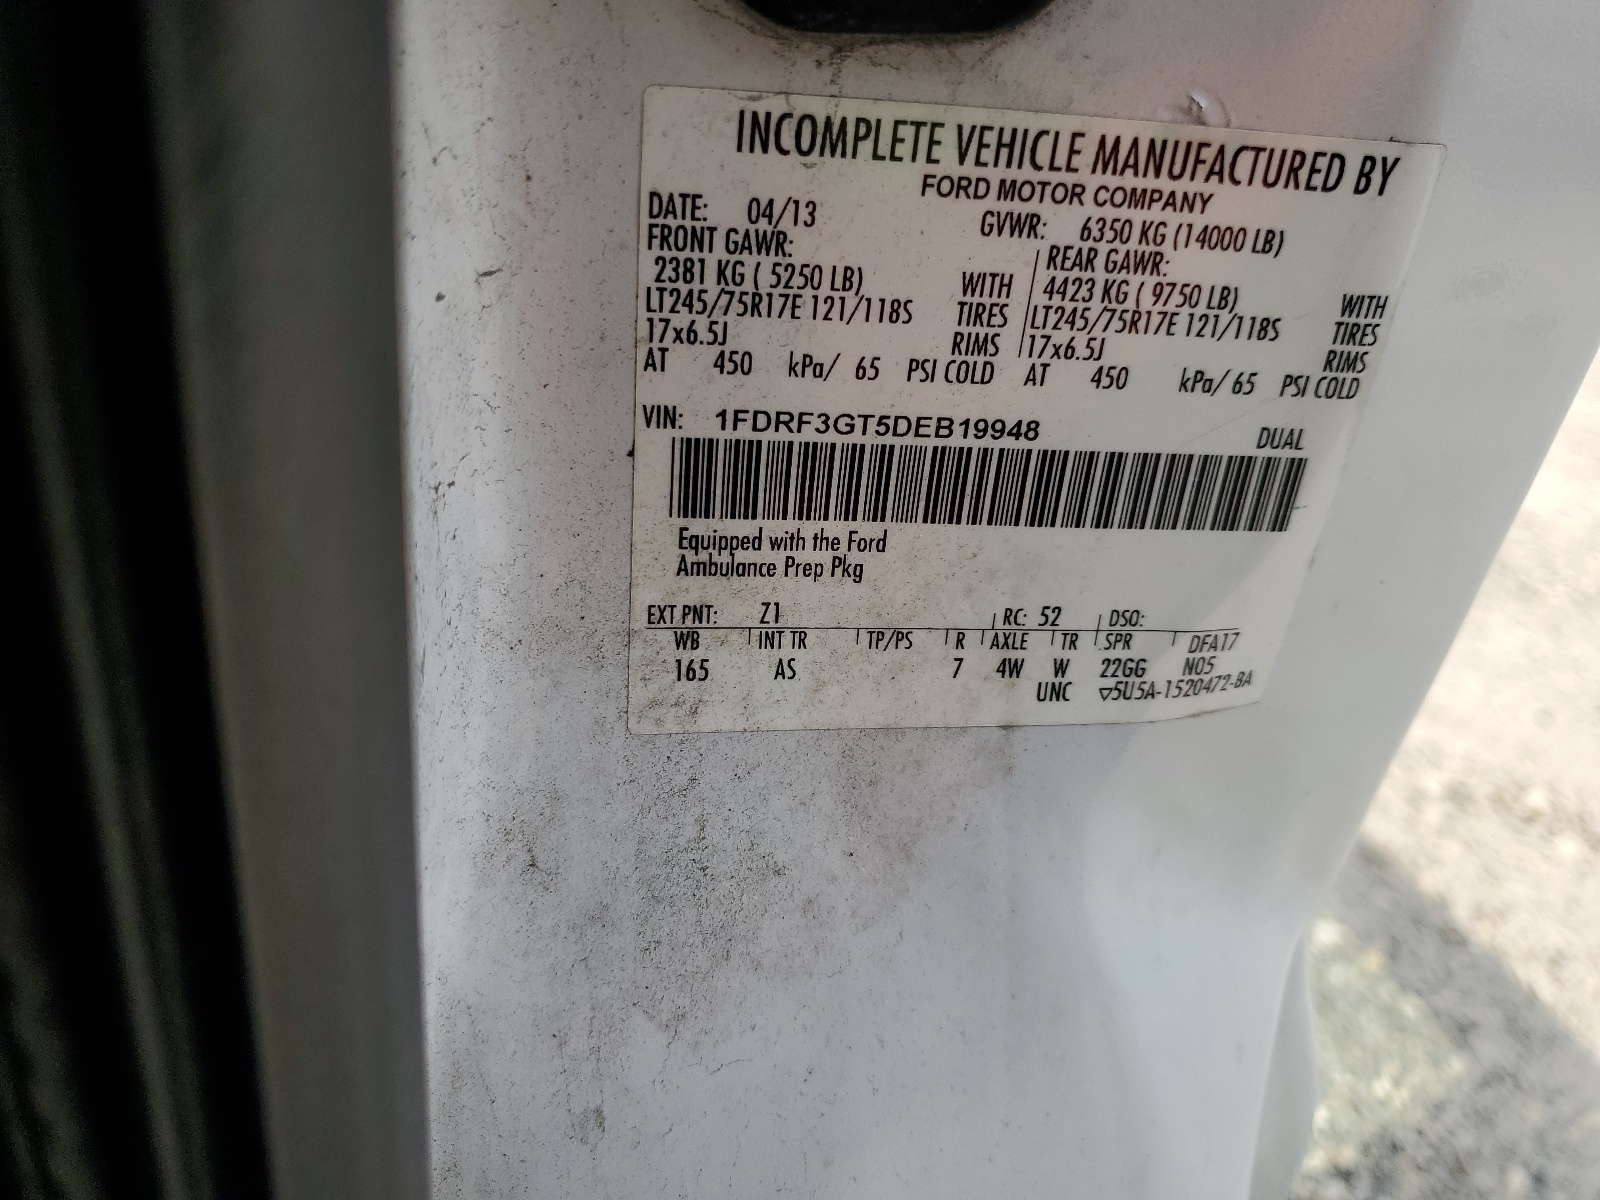 INCOMPLETE VEHICLE MANUFACTURED BY
FORD MOTOR COMPANY
DATE: 04/13 GVWR: 6350 KG (14000 LB)
FRONT GAWR: REAR GAWR:
2381 KG ( 5250 LB) WITH 4423 KG ( 9750 LB) WITH
LT245/75R17E 121/118S TIRES LT245/75R17E 121/118S TIRES
17x6.5J RIMS 17x6.5J RIMS
AT 450 kPa/ 65 PSI COLD AT 450 kPa/ 65 PSI COLD
VIN: 1FDRF3GT5DEB19948 DUAL
Equipped with the Ford
Ambulance Prep Pkg
EXT PNT: Z1 RC: 52 DSO:
WB INT TR TP/PS R AXLE TR SPR DFA17
165 AS 7 4W W 22GG N05
UNC ▽5U5A-1520472-BA